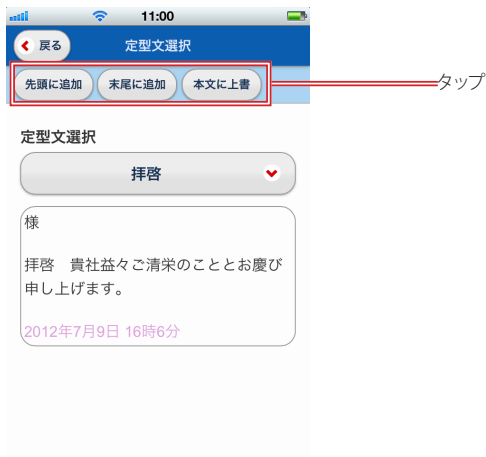 11:00
戻る
定型文選択
先頭に追加 末尾に追加 本文に上書
タップ
定型文選択
拝啓
様
拝啓　貴社益々ご清栄のこととお慶び
申し上げます。
2012年7月9日 16時6分